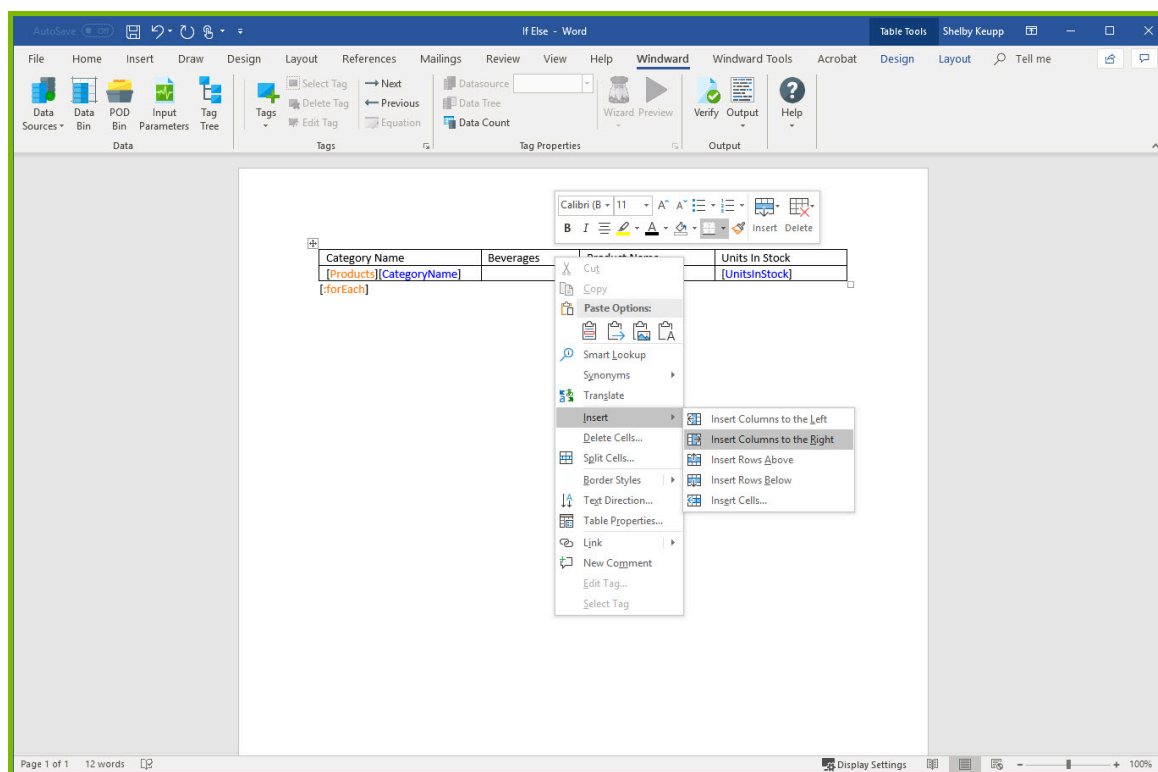 AutoSave Off If Else - Word Table Tools Shelby Keupp
File Home Insert Draw Design Layout References Mailings Review View Help Windward Windward Tools Acrobat Design Layout Tell me
Select Tag Next Datasource
Data Data POD Input Tag Tags Delete Tag Previous Data Tree Wizard Preview Verify Output Help
Sources Bin Bin Parameters Tree Edit Tag Equation Data Count
Data Tags Tag Properties Output
Calibri (B 11
B I A Insert Delete
Category Name Beverages Product Name Units In Stock
[Products][CategoryName] [UnitsInStock]
[:forEach]
Cut
Copy
Paste Options:
Smart Lookup
Synonyms
Translate
Insert
Delete Cells...
Split Cells...
Border Styles
Text Direction...
Table Properties...
Link
New Comment
Edit Tag...
Select Tag
Insert Columns to the Left
Insert Columns to the Right
Insert Rows Above
Insert Rows Below
Insert Cells...
Page 1 of 1 12 words Display Settings 100%